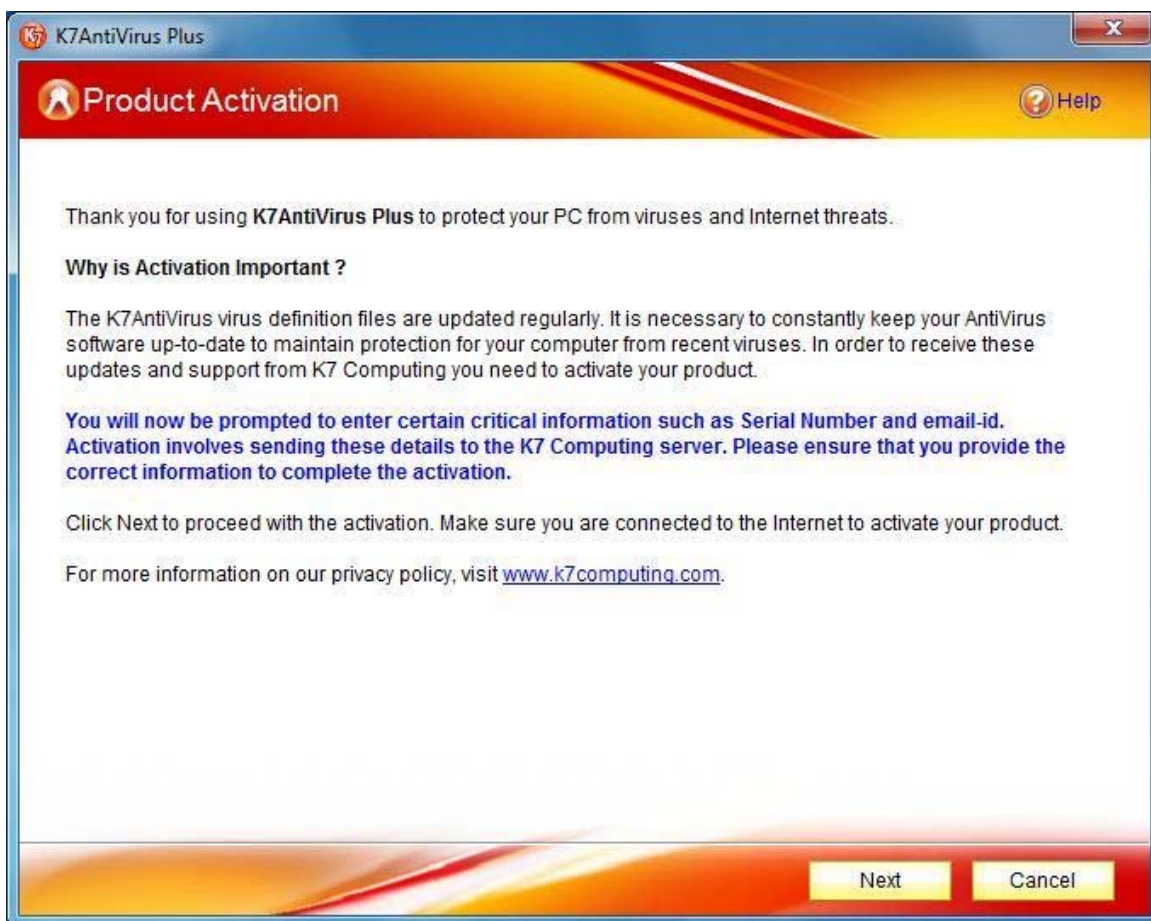 K7AntiVirus Plus
Product Activation
Help
Thank you for using K7AntiVirus Plus to protect your PC from viruses and Internet threats.
Why is Activation Important ?
The K7AntiVirus virus definition files are updated regularly. It is necessary to constantly keep your AntiVirus
software up-to-date to maintain protection for your computer from recent viruses. In order to receive these
updates and support from K7 Computing you need to activate your product.
You will now be prompted to enter certain critical information such as Serial Number and email-id.
Activation involves sending these details to the K7 Computing server. Please ensure that you provide the
correct information to complete the activation.
Click Next to proceed with the activation. Make sure you are connected to the Internet to activate your product.
For more information on our privacy policy, visit www.k7computing.com.
Next
Cancel